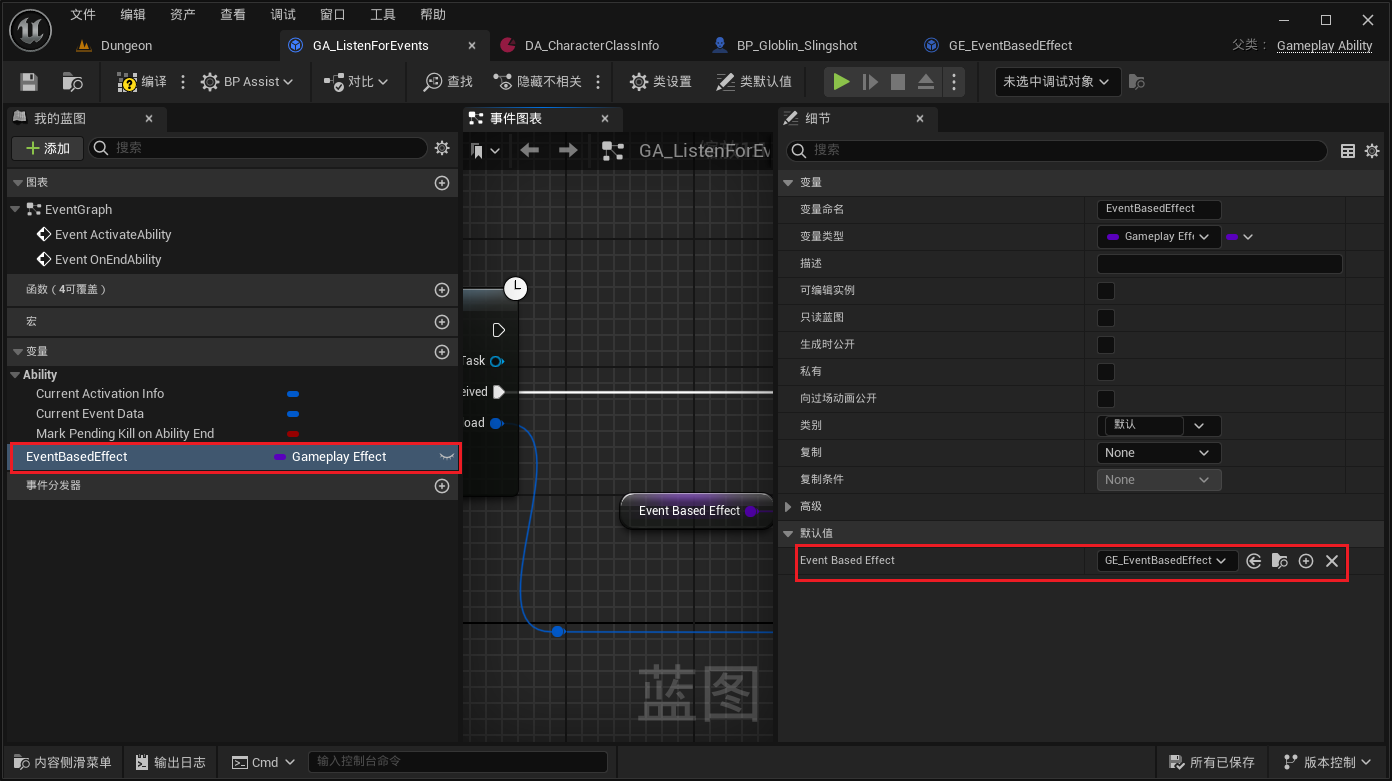 文件 编辑 资产 查看 调试 窗口 工具 帮助
Dungeon GA_ListenForEvents DA_CharacterClassInfo BP_Globlin_Slingshot GE_EventBasedEffect 父类： Gameplay Ability
编译 BP Assist 对比 查找 隐藏不相关 类设置 类默认值 未选中调试对象
我的蓝图
添加 搜索
图表
EventGraph
Event ActivateAbility
Event OnEndAbility
函数（4可覆盖）
宏
变量
Ability
Current Activation Info
Current Event Data
Mark Pending Kill on Ability End
EventBasedEffect Gameplay Effect
事件分发器
事件图表
GA_ListenForEv
Task
eived
oad
Event Based Effect
蓝图
细节
搜索
变量
变量命名 EventBasedEffect
变量类型 Gameplay Effe
描述
可编辑实例
只读蓝图
生成时公开
私有
向过场动画公开
类别 默认
复制 None
复制条件 None
高级
默认值
Event Based Effect GE_EventBasedEffect
内容侧滑菜单 输出日志 Cmd 输入控制台命令 所有已保存 版本控制